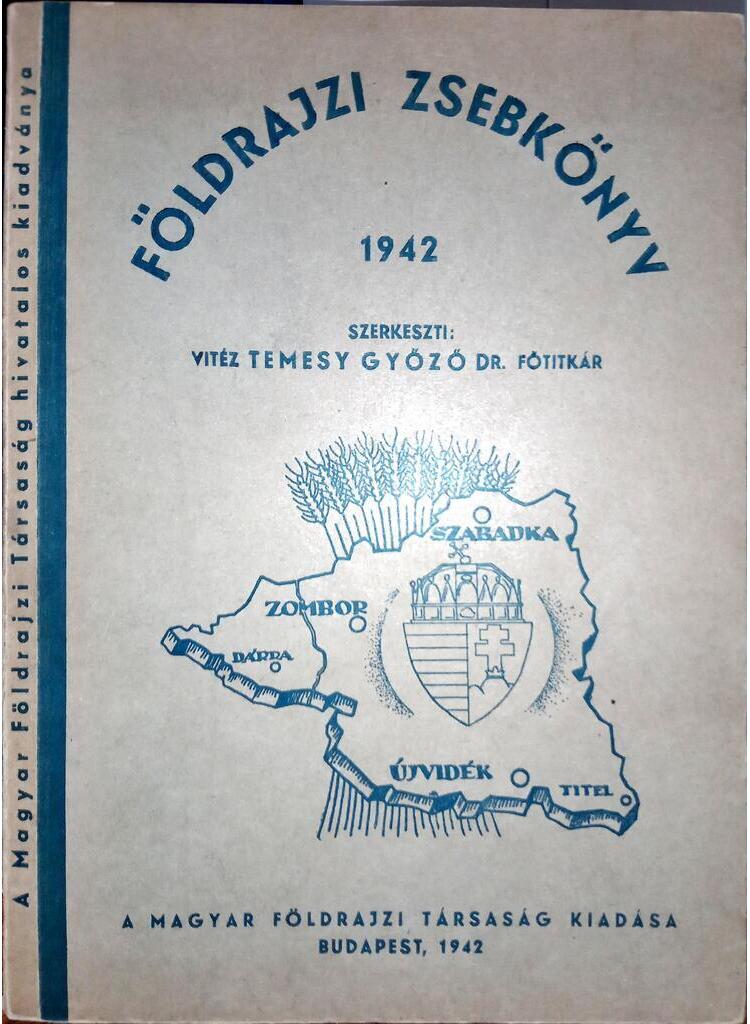 A Magyar Földrajzi Társaság hivatalos kiadványa
FÖLDRAJZI ZSEBKÖNYV
1942
SZERKESZTI:
VITÉZ TEMESY GYŐZŐ DR. FŐTITKÁR
SZABADKA
ZOMBOR
DÁRDA
ÚJVIDÉK
TITEL
A MAGYAR FÖLDRAJZI TÁRSASÁG KIADÁSA
BUDAPEST, 1942